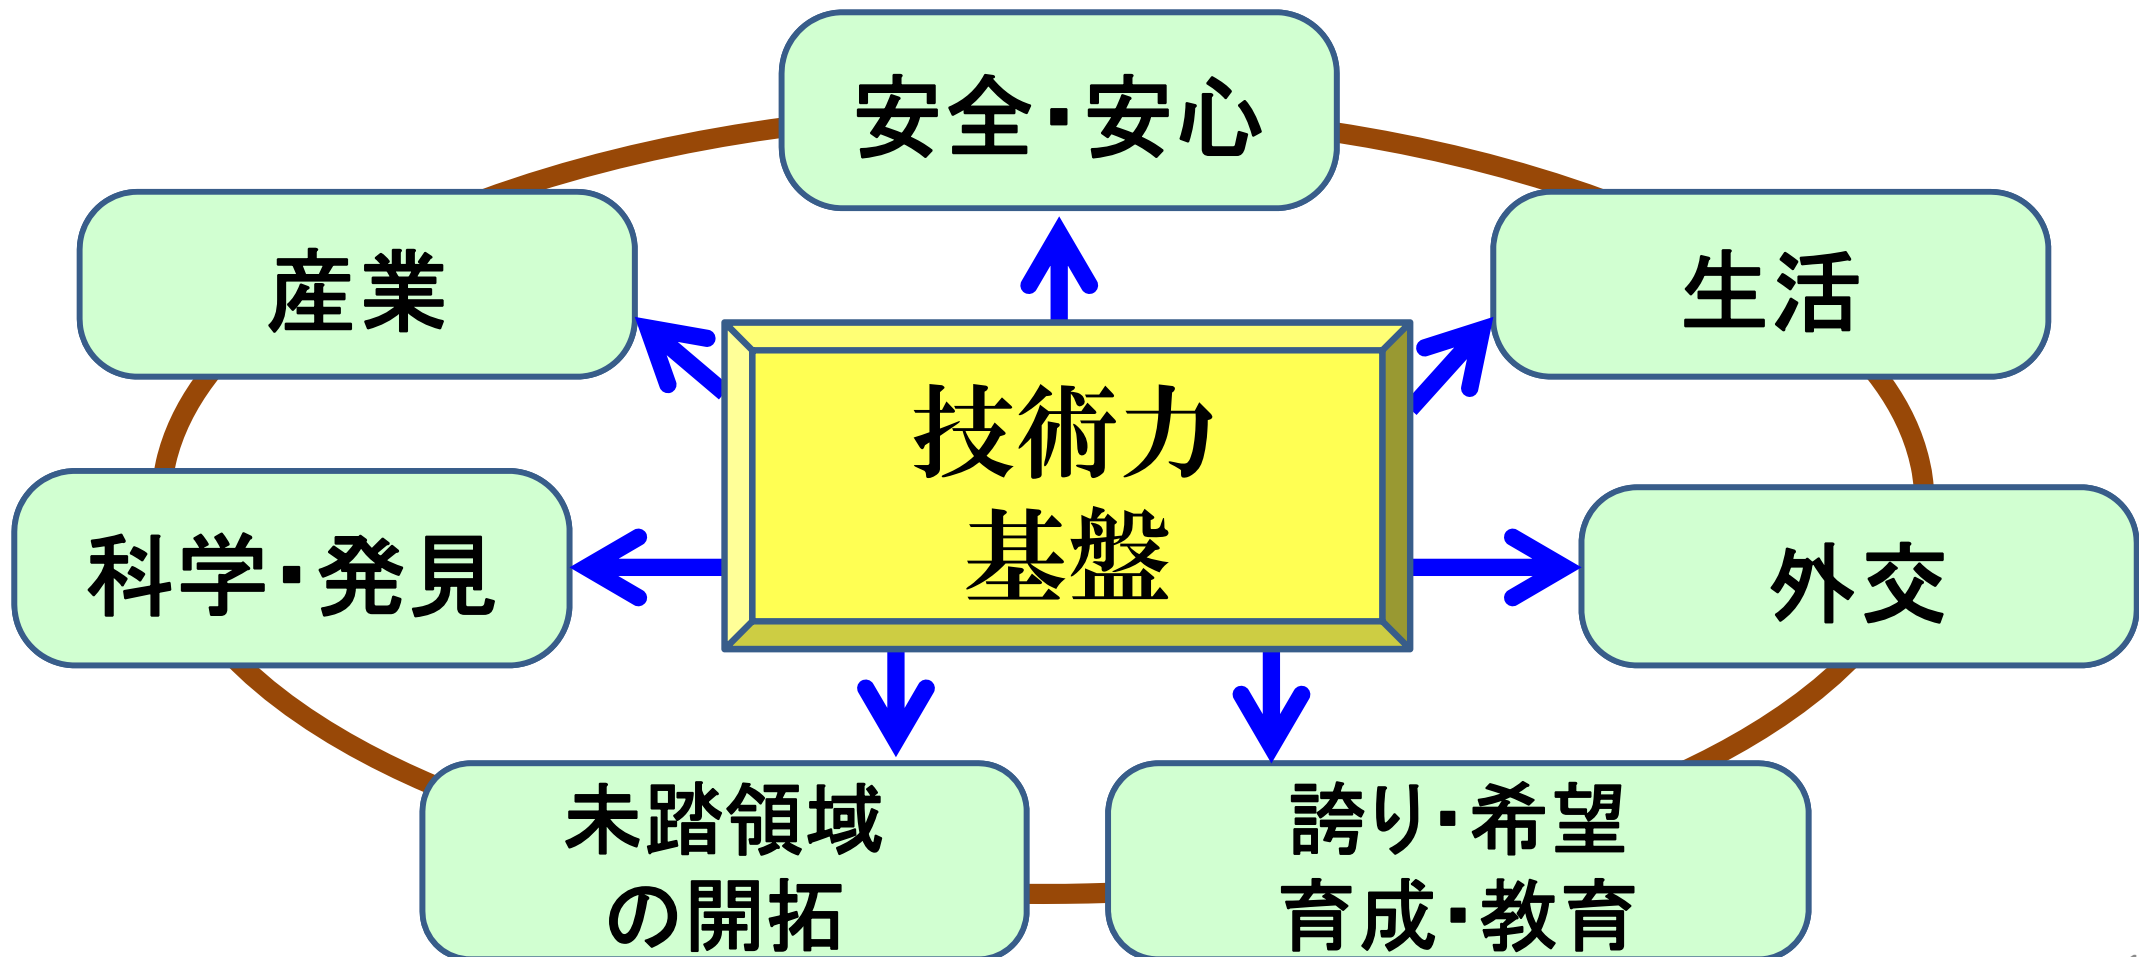 安全・安心
産業
生活
技術力
基盤
科学・発見
外交
未踏領域
の開拓
誇り・希望
育成・教育